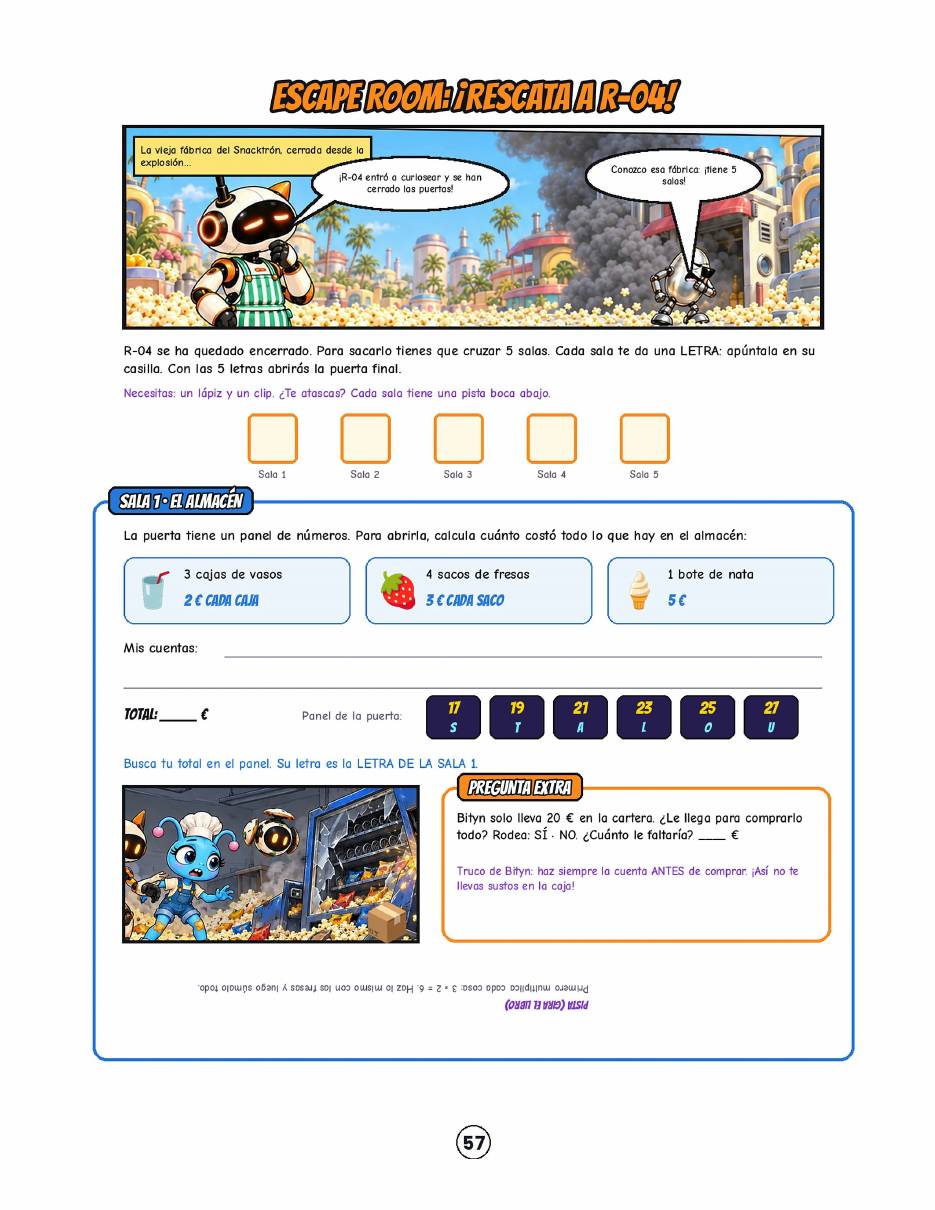 ESCAPE ROOM: ¡RESCATA A R-04!
La vieja fábrica del Snacktrón, cerrada desde la
explosión...
¡R-04 entró a curiosear y se han
cerrado las puertas!
Conozco esa fábrica: ¡tiene 5
salas!
R-04 se ha quedado encerrado. Para sacarlo tienes que cruzar 5 salas. Cada sala te da una LETRA: apúntala en su
casilla. Con las 5 letras abrirás la puerta final.
Necesitas: un lápiz y un clip. ¿Te atascas? Cada sala tiene una pista boca abajo.
Sala 1 Sala 2 Sala 3 Sala 4 Sala 5
SALA 1 · EL ALMACÉN
La puerta tiene un panel de números. Para abrirla, calcula cuánto costó todo lo que hay en el almacén:
3 cajas de vasos
2 € CADA CAJA
4 sacos de fresas
3 € CADA SACO
1 bote de nata
5 €
Mis cuentas:
TOTAL: _____ €
Panel de la puerta:
17 19 21 23 25 27
S T A L O U
Busca tu total en el panel. Su letra es la LETRA DE LA SALA 1.
PREGUNTA EXTRA
Bityn solo lleva 20 € en la cartera. ¿Le llega para comprarlo
todo? Rodea: SÍ · NO. ¿Cuánto le faltaría? ____ €
Truco de Bityn: haz siempre la cuenta ANTES de comprar. ¡Así no te
llevas sustos en la caja!
PISTA (GIRA EL LIBRO)
Primero multiplica cada cosa: 3 × 2 = 6. Haz lo mismo con las fresas y luego súmalo todo.
57